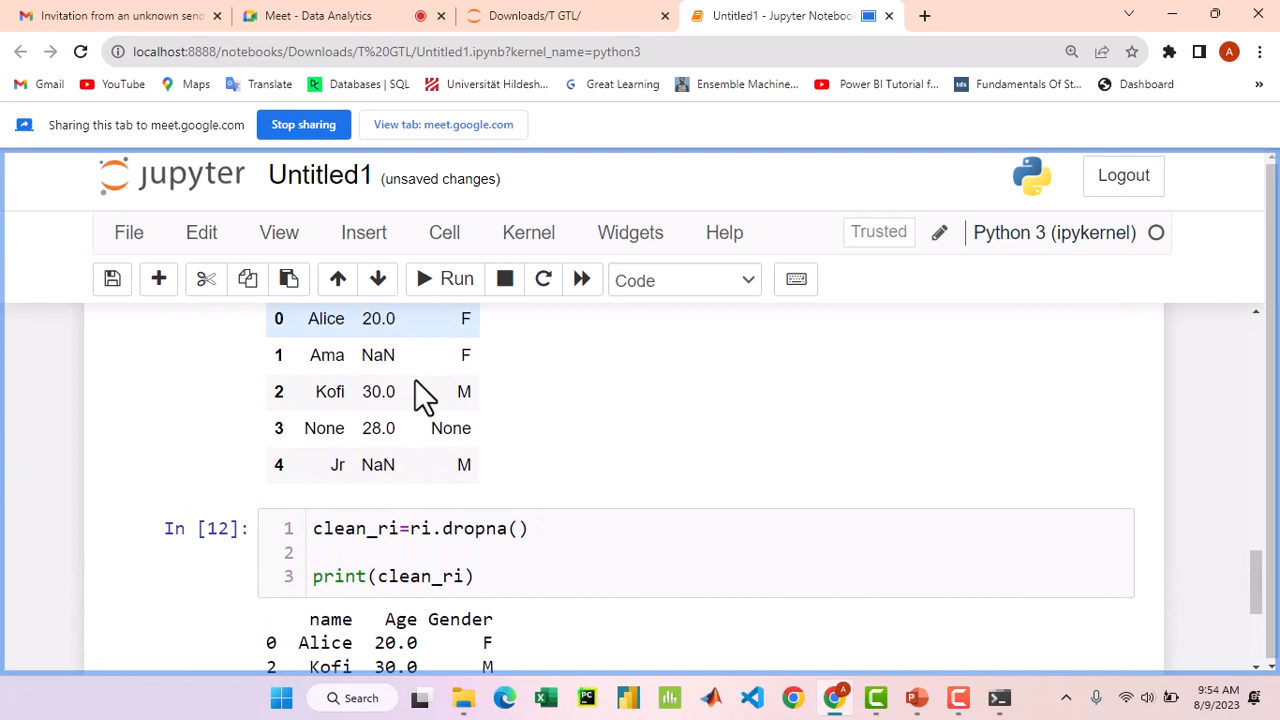 Invitation from an unknown send
Meet - Data Analytics
Downloads/T GTL/
Untitled1 - Jupyter Noteboo
localhost:8888/notebooks/Downloads/T%20GTL/Untitled1.ipynb?kernel_name=python3
A
Gmail YouTube Maps Translate Databases | SQL Universität Hildesh... Great Learning Ensemble Machine... Power BI Tutorial f... Fundamentals Of St... Dashboard »
Sharing this tab to meet.google.com Stop sharing View tab: meet.google.com
jupyter Untitled1 (unsaved changes) Logout
File Edit View Insert Cell Kernel Widgets Help Trusted Python 3 (ipykernel)
Run Code
0 Alice 20.0 F
1 Ama NaN F
2 Kofi 30.0 M
3 None 28.0 None
4 Jr NaN M
In [12]: 1 clean_ri=ri.dropna()
2
3 print(clean_ri)
name Age Gender
0 Alice 20.0 F
2 Kofi 30.0 M
Search
9:54 AM
8/9/2023